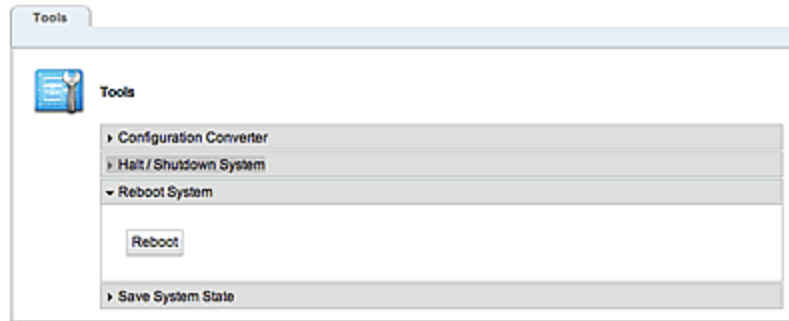 Tools
Tools
Configuration Converter
Halt / Shutdown System
Reboot System
Reboot
Save System State